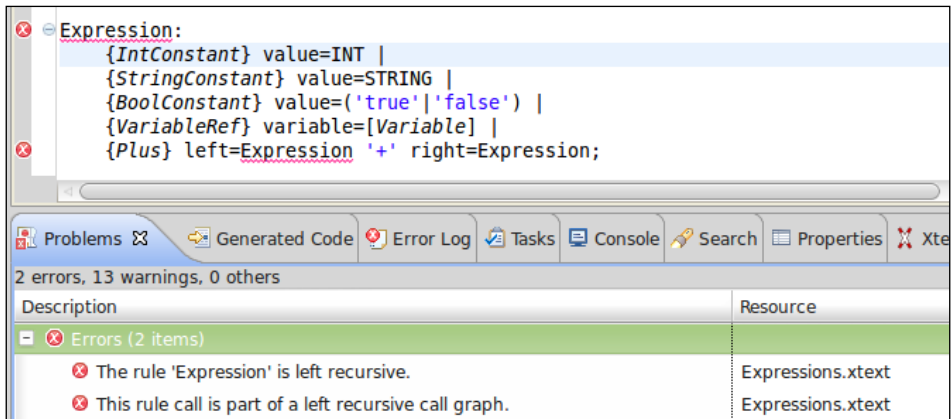 Expression:
{IntConstant} value=INT |
{StringConstant} value=STRING |
{BoolConstant} value=('true'|'false') |
{VariableRef} variable=[Variable] |
{Plus} left=Expression '+' right=Expression;
Problems Generated Code Error Log Tasks Console Search Properties Xte
2 errors, 13 warnings, 0 others
Description Resource
Errors (2 items)
The rule 'Expression' is left recursive. Expressions.xtext
This rule call is part of a left recursive call graph. Expressions.xtext